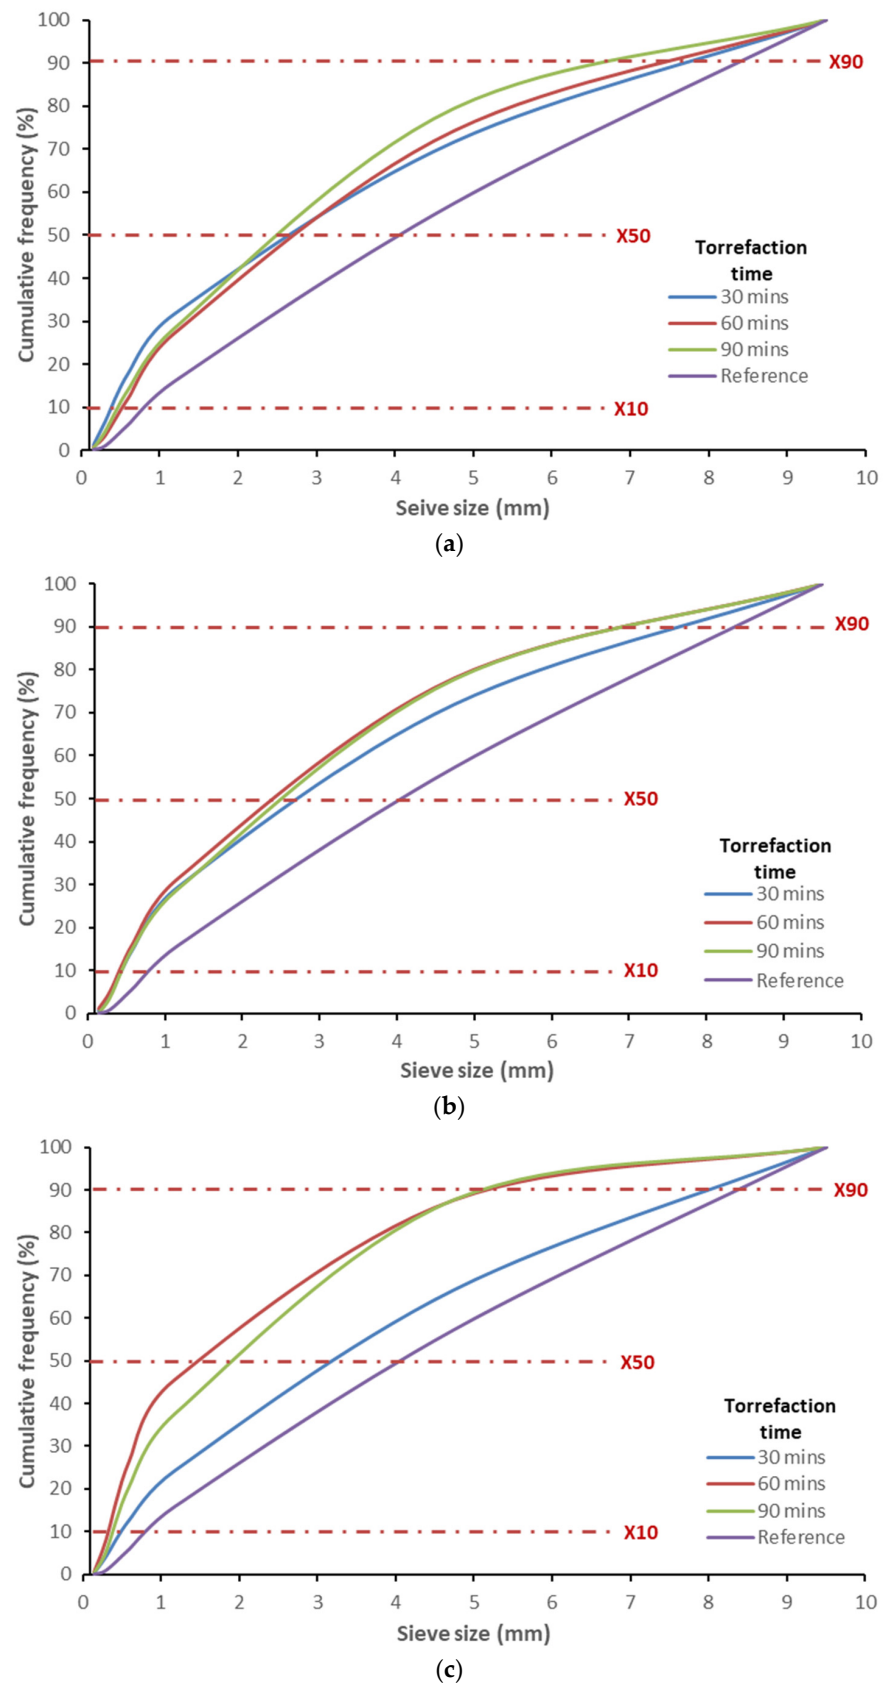 100
90
80
70
60
50
40
30
20
10
0
Cumulative frequency (%)
X90
X50
X10
Torrefaction
time
30 mins
60 mins
90 mins
Reference
0 1 2 3 4 5 6 7 8 9 10
Seive size (mm)
(a)
100
90
80
70
60
50
40
30
20
10
0
Cumulative frequency (%)
X90
X50
X10
Torrefaction
time
30 mins
60 mins
90 mins
Reference
0 1 2 3 4 5 6 7 8 9 10
Sieve size (mm)
(b)
100
90
80
70
60
50
40
30
20
10
0
Cumulative frequency (%)
X90
X50
X10
Torrefaction
time
30 mins
60 mins
90 mins
Reference
0 1 2 3 4 5 6 7 8 9 10
Sieve size (mm)
(c)